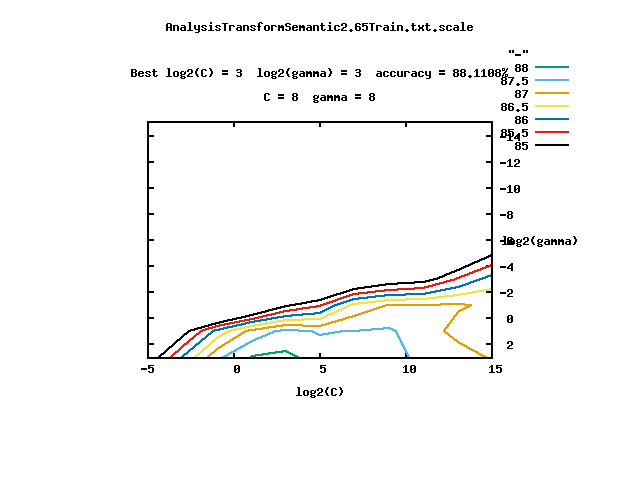 AnalysisTransformSemantic2.65Train.txt.scale
"_"
Best log2(C) = 3 log2(gamma) = 3 accuracy = 88.1108%
88
87.5
C = 8 gamma = 8
87
86.5
86
85.5
-14
85
-12
-10
-8
-6
log2(gamma)
-4
-2
0
2
-5 0 5 10 15
log2(C)